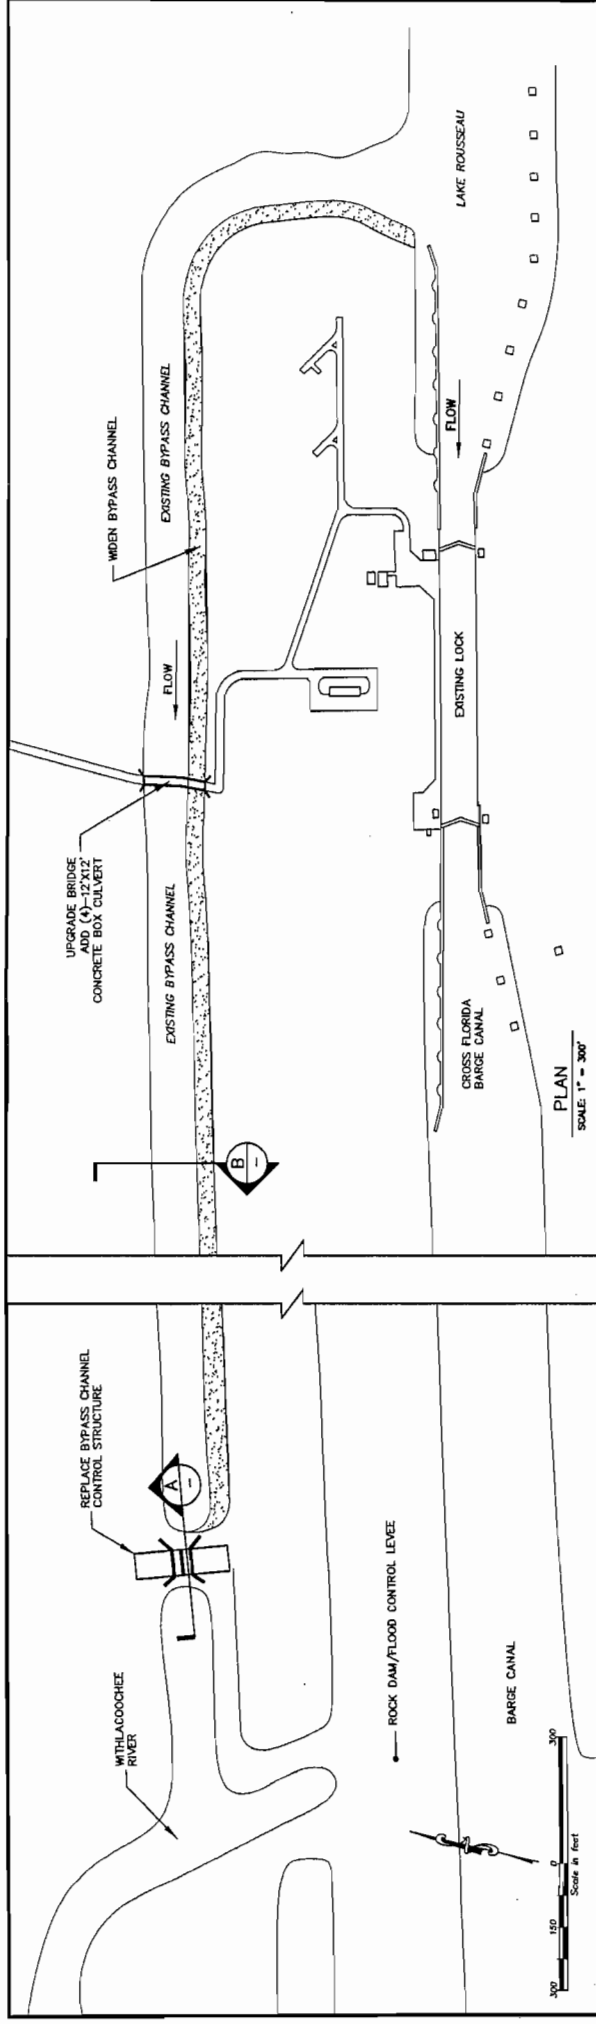 WITHLACOOCHEE
RIVER
REPLACE BYPASS CHANNEL
CONTROL STRUCTURE
A
–
ROCK DAM/FLOOD CONTROL LEVEE
BARGE CANAL
300
150
0
300
Scale in feet
UPGRADE BRIDGE
ADD (4)–12'X12'
CONCRETE BOX CULVERT
WIDEN BYPASS CHANNEL
FLOW
EXISTING BYPASS CHANNEL
EXISTING BYPASS CHANNEL
B
–
LAKE ROUSSEAU
FLOW
EXISTING LOCK
CROSS FLORIDA
BARGE CANAL
PLAN
SCALE: 1" = 300'